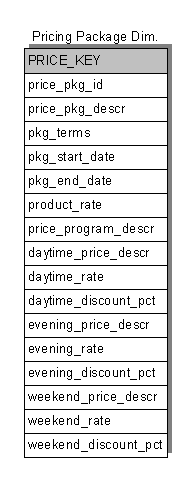 Pricing Package Dim.
PRICE_KEY
price_pkg_id
price_pkg_descr
pkg_terms
pkg_start_date
pkg_end_date
product_rate
price_program_descr
daytime_price_descr
daytime_rate
daytime_discount_pct
evening_price_descr
evening_rate
evening_discount_pct
weekend_price_descr
weekend_rate
weekend_discount_pct